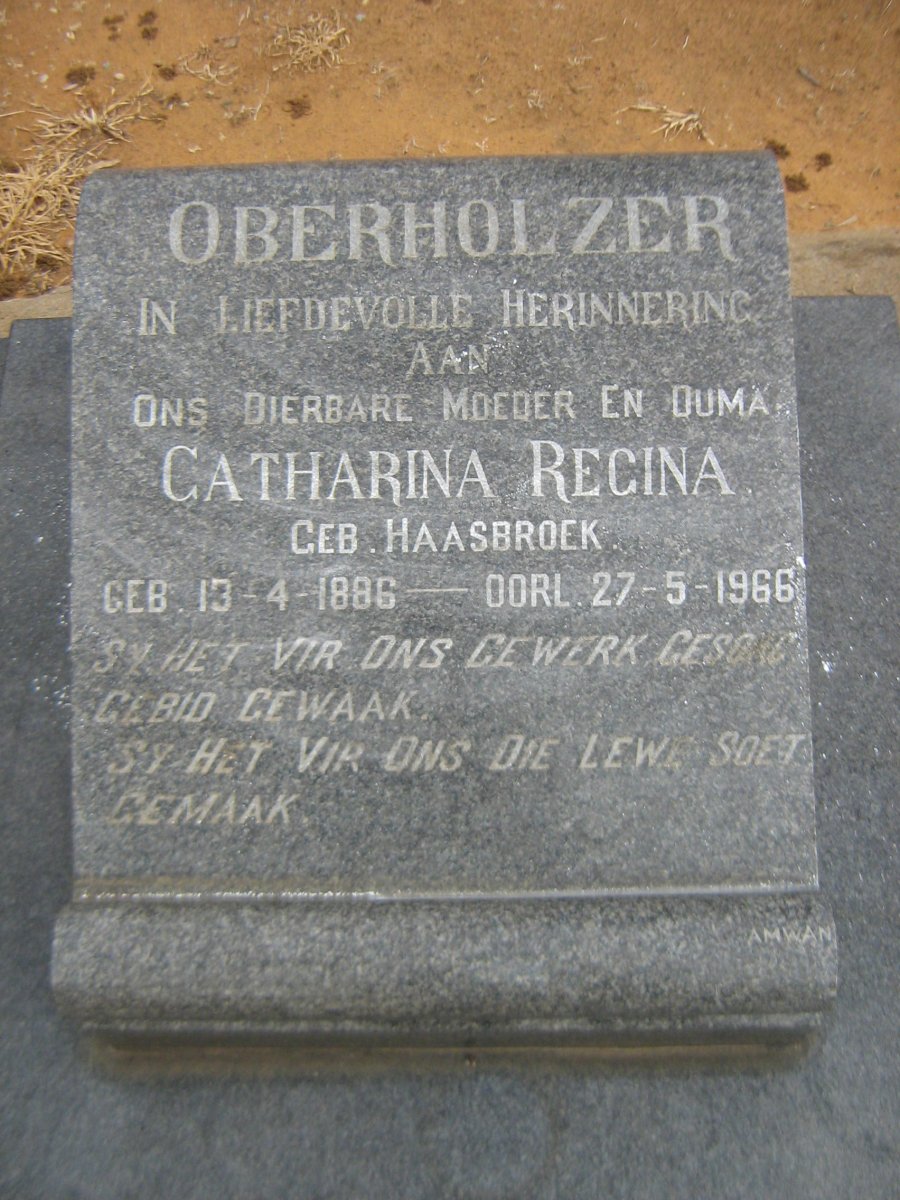 OBERHOLZER
IN LIEFDEVOLLE HERINNERING
AAN
ONS DIERBARE MOEDER EN OUMA
CATHARINA REGINA
GEB. HAASBROEK.
GEB. 13-4-1886 — OORL. 27-5-1966
SY HET VIR ONS GEWERK GESORG
GEBID GEWAAK.
SY HET VIR ONS DIE LEWE SOET
GEMAAK.
AMWAN